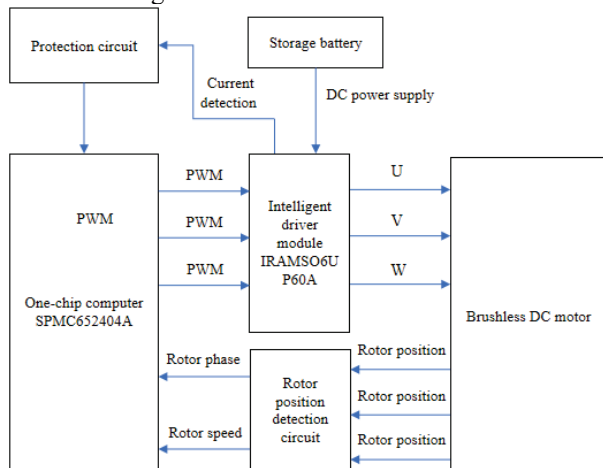 Protection circuit
Storage battery
Current
detection
DC power supply
PWM
PWM
PWM
PWM
One-chip computer
SPMC652404A
Intelligent
driver
module
IRAMSO6U
P60A
U
V
W
Brushless DC motor
Rotor phase
Rotor speed
Rotor
position
detection
circuit
Rotor position
Rotor position
Rotor position